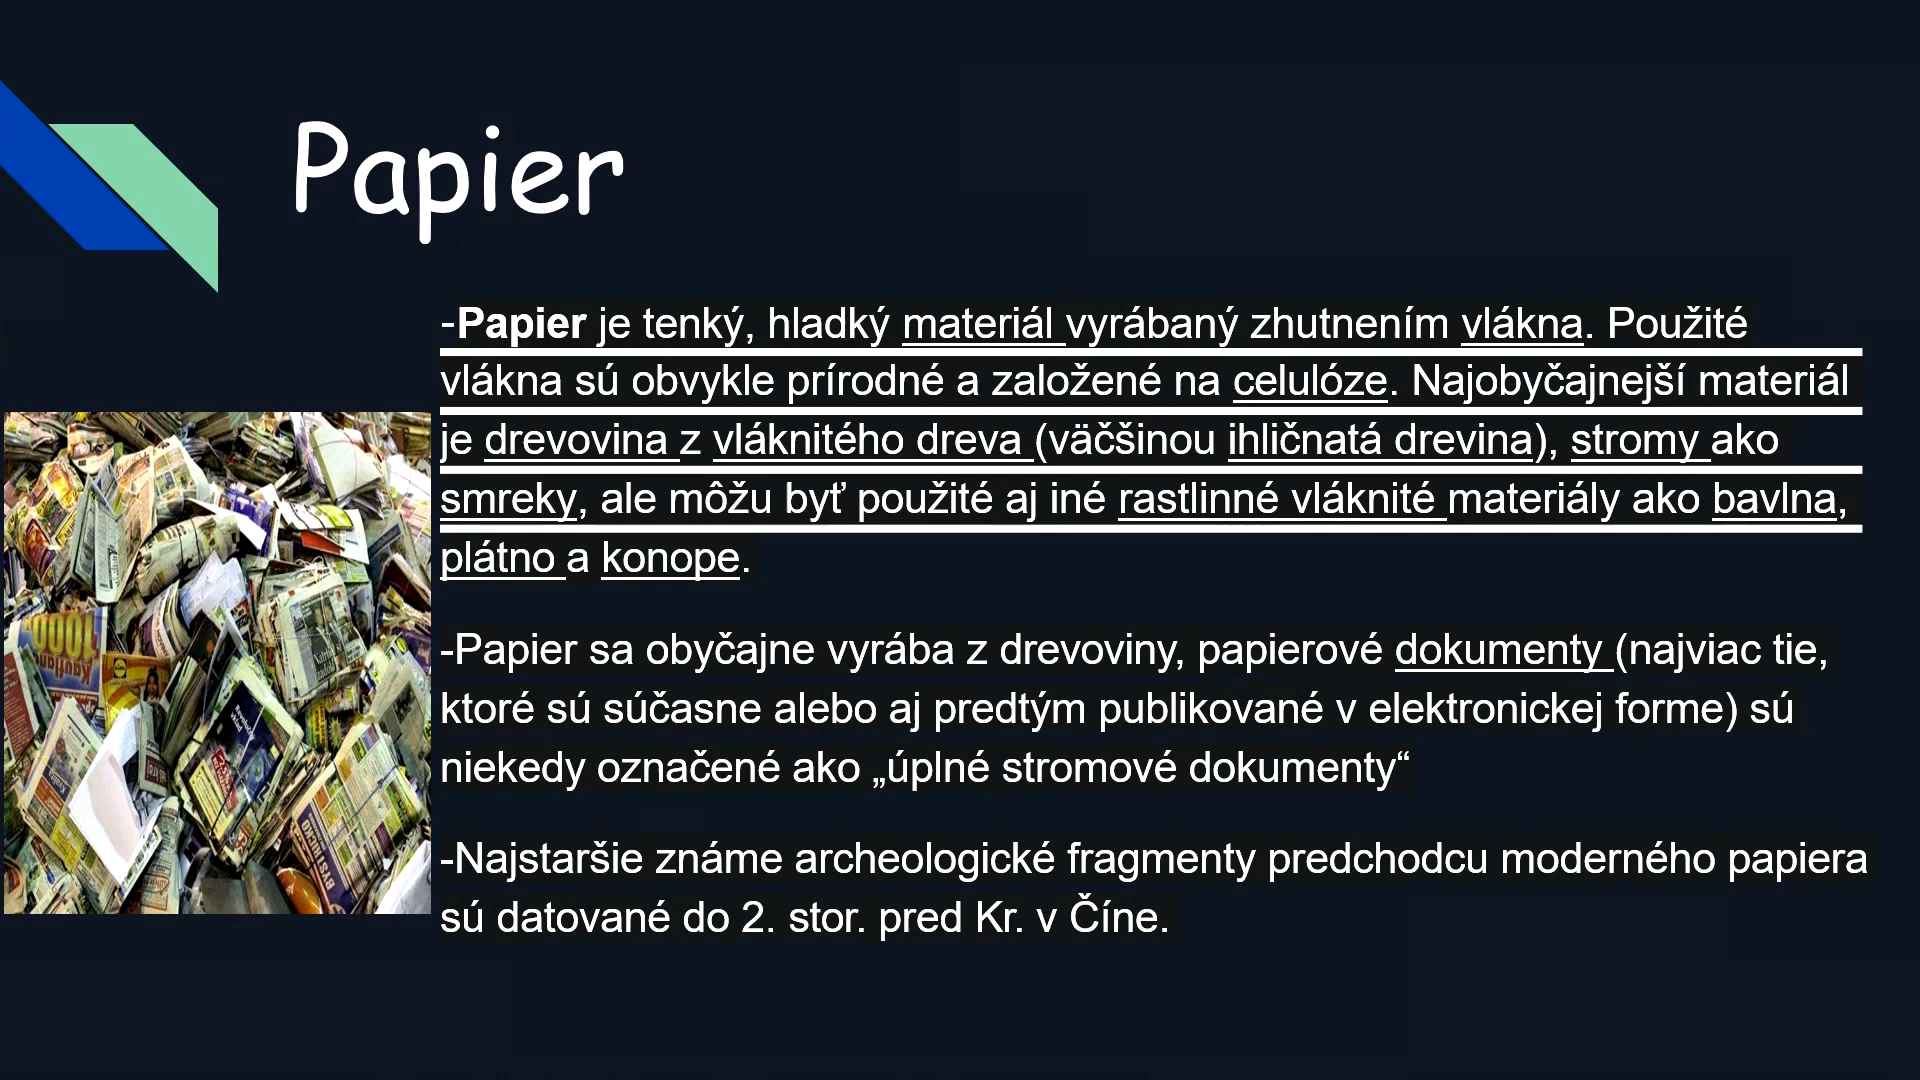 Papier
-Papier je tenký, hladký materiál vyrábaný zhutnením vlákna. Použité
vlákna sú obvykle prírodné a založené na celulóze. Najobyčajnejší materiál
je drevovina z vláknitého dreva (väčšinou ihličnatá drevina), stromy ako
smreky, ale môžu byť použité aj iné rastlinné vláknité materiály ako bavlna,
plátno a konope.
-Papier sa obyčajne vyrába z drevoviny, papierové dokumenty (najviac tie,
ktoré sú súčasne alebo aj predtým publikované v elektronickej forme) sú
niekedy označené ako „úplné stromové dokumenty“
-Najstaršie známe archeologické fragmenty predchodcu moderného papiera
sú datované do 2. stor. pred Kr. v Číne.